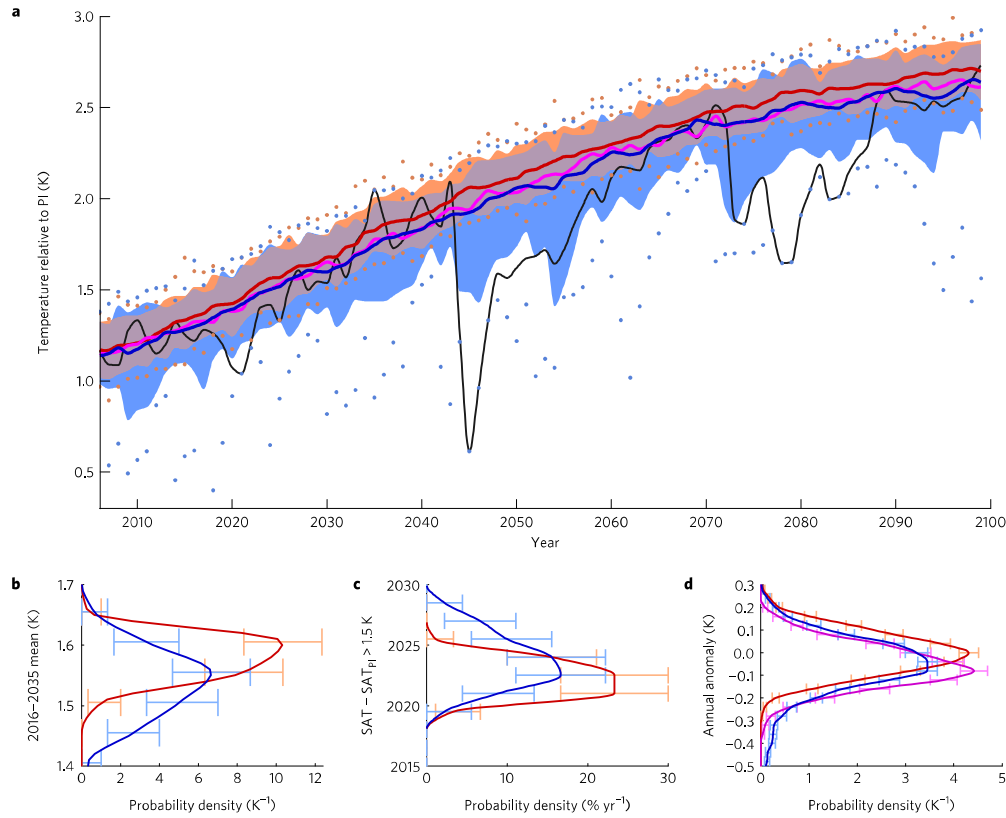 a
3.0
2.5
2.0
1.5
1.0
0.5
Temperature relative to PI (K)
2010 2020 2030 2040 2050 2060 2070 2080 2090 2100
Year
b
1.7
1.6
1.5
1.4
2016–2035 mean (K)
0 2 4 6 8 10 12
Probability density (K⁻¹)
c
2030
2025
2020
2015
SAT – SAT_PI > 1.5 K
0 10 20 30
Probability density (% yr⁻¹)
d
0.3
0.2
0.1
0.0
−0.1
−0.2
−0.3
−0.4
−0.5
Annual anomaly (K)
0 1 2 3 4 5
Probability density (K⁻¹)